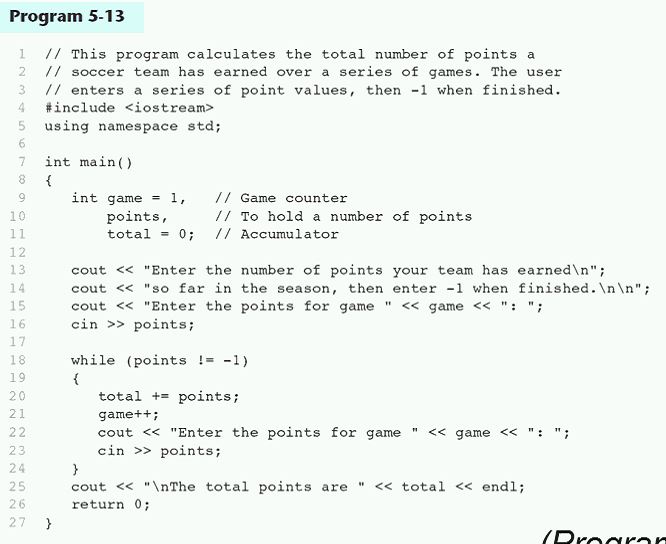 Program 5-13
1 // This program calculates the total number of points a
2 // soccer team has earned over a series of games. The user
3 // enters a series of point values, then -1 when finished.
4 #include <iostream>
5 using namespace std;
6
7 int main()
8 {
9    int game = 1,   // Game counter
10        points,     // To hold a number of points
11        total = 0;  // Accumulator
12
13    cout << "Enter the number of points your team has earned\n";
14    cout << "so far in the season, then enter -1 when finished.\n\n";
15    cout << "Enter the points for game " << game << ": ";
16    cin >> points;
17
18    while (points != -1)
19    {
20       total += points;
21       game++;
22       cout << "Enter the points for game " << game << ": ";
23       cin >> points;
24    }
25    cout << "\nThe total points are " << total << endl;
26    return 0;
27 }